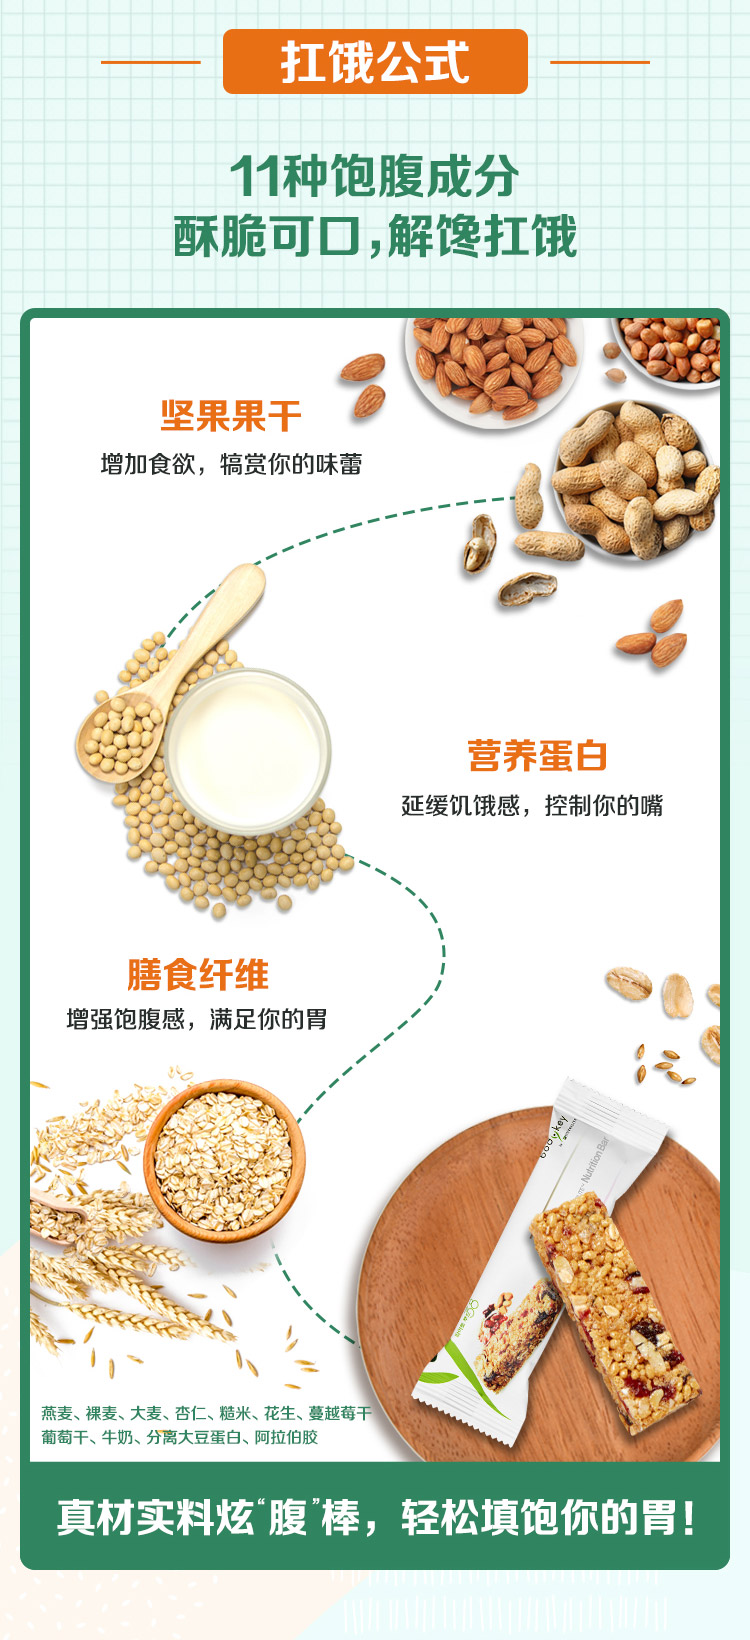 扛饿公式
11种饱腹成分
酥脆可口,解馋扛饿
坚果果干
增加食欲，犒赏你的味蕾
营养蛋白
延缓饥饿感，控制你的嘴
膳食纤维
增强饱腹感，满足你的胃
Nutrition Bar
燕麦、裸麦、大麦、杏仁、糙米、花生、蔓越莓干
葡萄干、牛奶、分离大豆蛋白、阿拉伯胶
真材实料炫“腹”棒，轻松填饱你的胃！